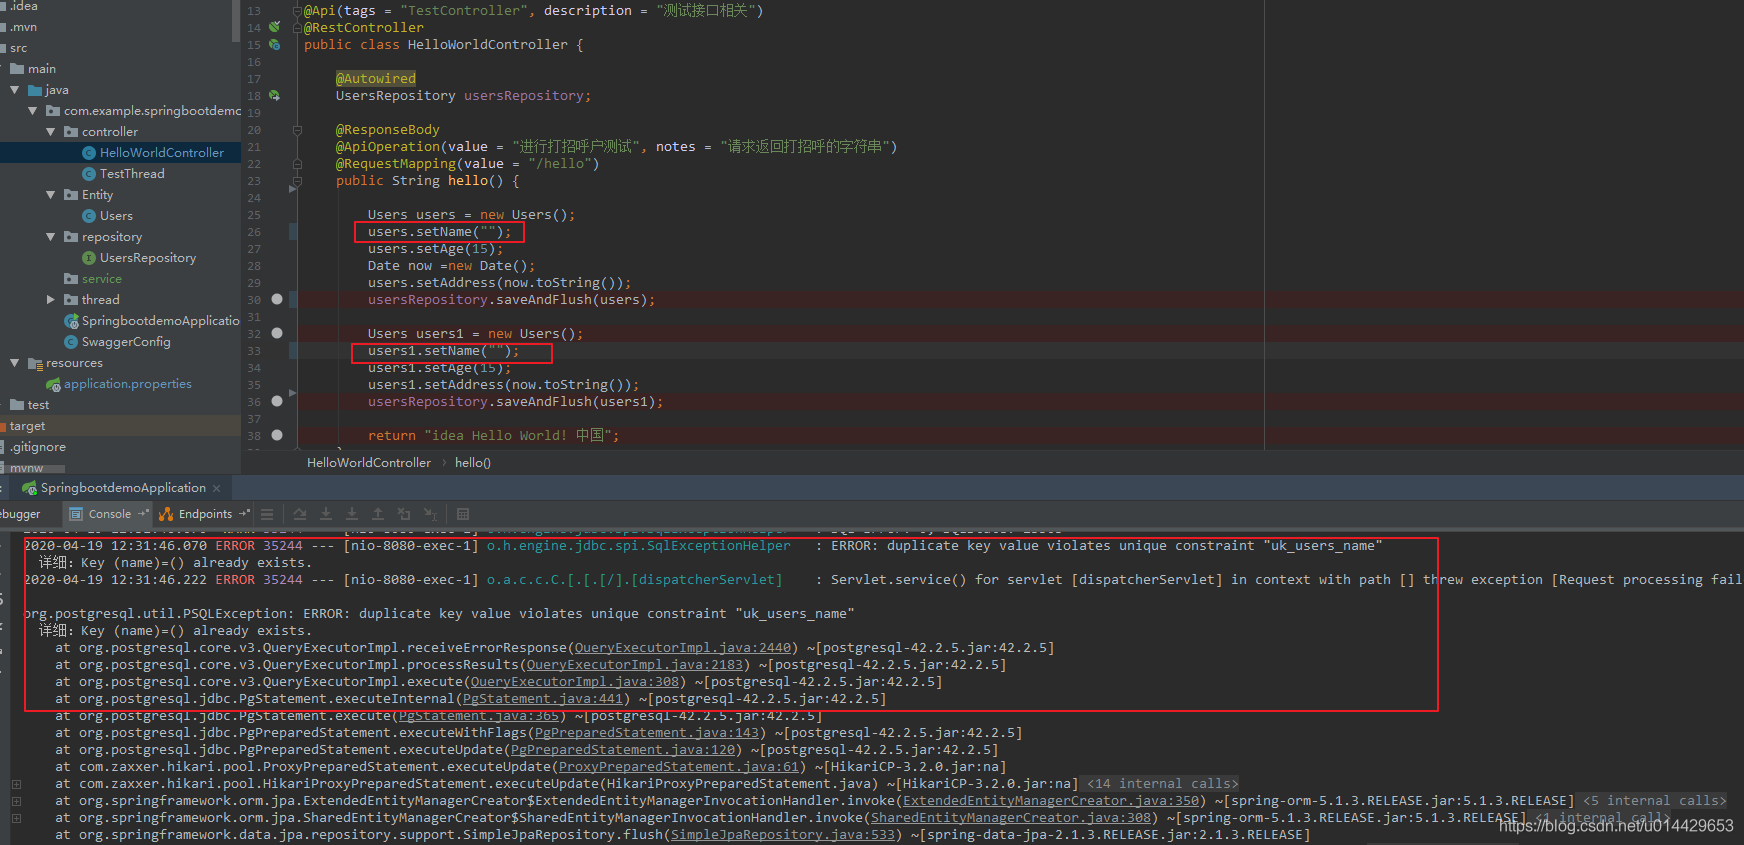 .idea
.mvn
src
main
java
com.example.springbootdemo
controller
HelloWorldController
TestThread
Entity
Users
repository
UsersRepository
service
thread
SpringbootdemoApplicatio
SwaggerConfig
resources
application.properties
test
target
.gitignore
mvnw
13 @Api(tags = "TestController", description = "测试接口相关")
14 @RestController
15 public class HelloWorldController {
16
17 @Autowired
18 UsersRepository usersRepository;
19
20 @ResponseBody
21 @ApiOperation(value = "进行打招呼户测试", notes = "请求返回打招呼的字符串")
22 @RequestMapping(value = "/hello")
23 public String hello() {
24
25 Users users = new Users();
26 users.setName("");
27 users.setAge(15);
28 Date now =new Date();
29 users.setAddress(now.toString());
30 usersRepository.saveAndFlush(users);
31
32 Users users1 = new Users();
33 users1.setName("");
34 users1.setAge(15);
35 users1.setAddress(now.toString());
36 usersRepository.saveAndFlush(users1);
37
38 return "idea Hello World! 中国";
HelloWorldController › hello()
SpringbootdemoApplication ×
ebugger Console Endpoints
2020-04-19 12:31:46.070 ERROR 35244 --- [nio-8080-exec-1] o.h.engine.jdbc.spi.SqlExceptionHelper : ERROR: duplicate key value violates unique constraint "uk_users_name"
详细：Key (name)=() already exists.
2020-04-19 12:31:46.222 ERROR 35244 --- [nio-8080-exec-1] o.a.c.c.C.[.[.[/].[dispatcherServlet] : Servlet.service() for servlet [dispatcherServlet] in context with path [] threw exception [Request processing fail
org.postgresql.util.PSQLException: ERROR: duplicate key value violates unique constraint "uk_users_name"
详细：Key (name)=() already exists.
at org.postgresql.core.v3.QueryExecutorImpl.receiveErrorResponse(QueryExecutorImpl.java:2440) ~[postgresql-42.2.5.jar:42.2.5]
at org.postgresql.core.v3.QueryExecutorImpl.processResults(QueryExecutorImpl.java:2183) ~[postgresql-42.2.5.jar:42.2.5]
at org.postgresql.core.v3.QueryExecutorImpl.execute(QueryExecutorImpl.java:308) ~[postgresql-42.2.5.jar:42.2.5]
at org.postgresql.jdbc.PgStatement.executeInternal(PgStatement.java:441) ~[postgresql-42.2.5.jar:42.2.5]
at org.postgresql.jdbc.PgStatement.execute(PgStatement.java:365) ~[postgresql-42.2.5.jar:42.2.5]
at org.postgresql.jdbc.PgPreparedStatement.executeWithFlags(PgPreparedStatement.java:143) ~[postgresql-42.2.5.jar:42.2.5]
at org.postgresql.jdbc.PgPreparedStatement.executeUpdate(PgPreparedStatement.java:120) ~[postgresql-42.2.5.jar:42.2.5]
at com.zaxxer.hikari.pool.ProxyPreparedStatement.executeUpdate(ProxyPreparedStatement.java:61) ~[HikariCP-3.2.0.jar:na]
at com.zaxxer.hikari.pool.HikariProxyPreparedStatement.executeUpdate(HikariProxyPreparedStatement.java) ~[HikariCP-3.2.0.jar:na] <14 internal calls>
at org.springframework.orm.jpa.ExtendedEntityManagerCreator$ExtendedEntityManagerInvocationHandler.invoke(ExtendedEntityManagerCreator.java:350) ~[spring-orm-5.1.3.RELEASE.jar:5.1.3.RELEASE] <5 internal calls>
at org.springframework.orm.jpa.SharedEntityManagerCreator$SharedEntityManagerInvocationHandler.invoke(SharedEntityManagerCreator.java:308) ~[spring-orm-5.1.3.RELEASE.jar:5.1.3.RELEASE] <1 internal call>
at org.springframework.data.jpa.repository.support.SimpleJpaRepository.flush(SimpleJpaRepository.java:533) ~[spring-data-jpa-2.1.3.RELEASE.jar:2.1.3.RELEASE]
https://blog.csdn.net/u014429653